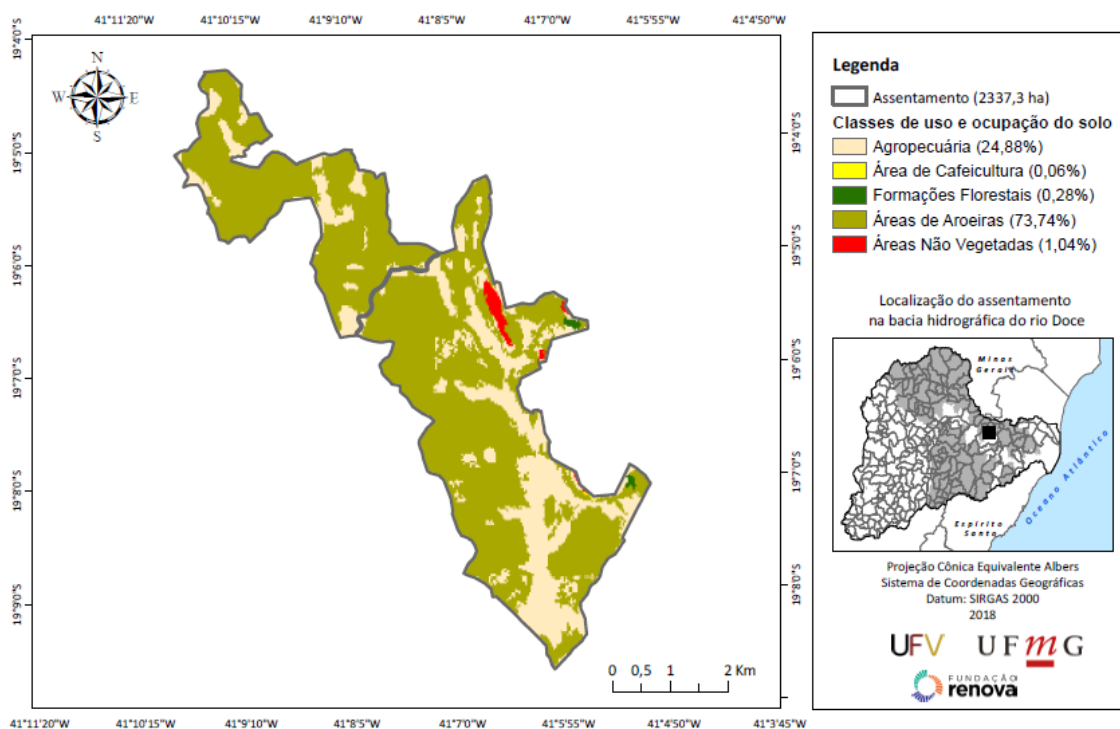 41°11'20"W 41°10'15"W 41°9'10"W 41°8'5"W 41°7'0"W 41°5'55"W 41°4'50"W
19°4'0"S
19°5'0"S
19°6'0"S
19°7'0"S
19°8'0"S
19°9'0"S
N
W E
S
0 0,5 1 2 Km
19°4'0"S
19°5'0"S
19°6'0"S
19°7'0"S
19°8'0"S
41°11'20"W 41°10'15"W 41°9'10"W 41°8'5"W 41°7'0"W 41°5'55"W 41°4'50"W 41°3'45"W
Legenda
Assentamento (2337,3 ha)
Classes de uso e ocupação do solo
Agropecuária (24,88%)
Área de Cafeicultura (0,06%)
Formações Florestais (0,28%)
Áreas de Aroeiras (73,74%)
Áreas Não Vegetadas (1,04%)
Localização do assentamento
na bacia hidrográfica do rio Doce
Minas
Gerais
Oceano Atlântico
Espírito
Santo
Projeção Cônica Equivalente Albers
Sistema de Coordenadas Geográficas
Datum: SIRGAS 2000
2018
UFV UFmG
FUNDAÇÃO
renova